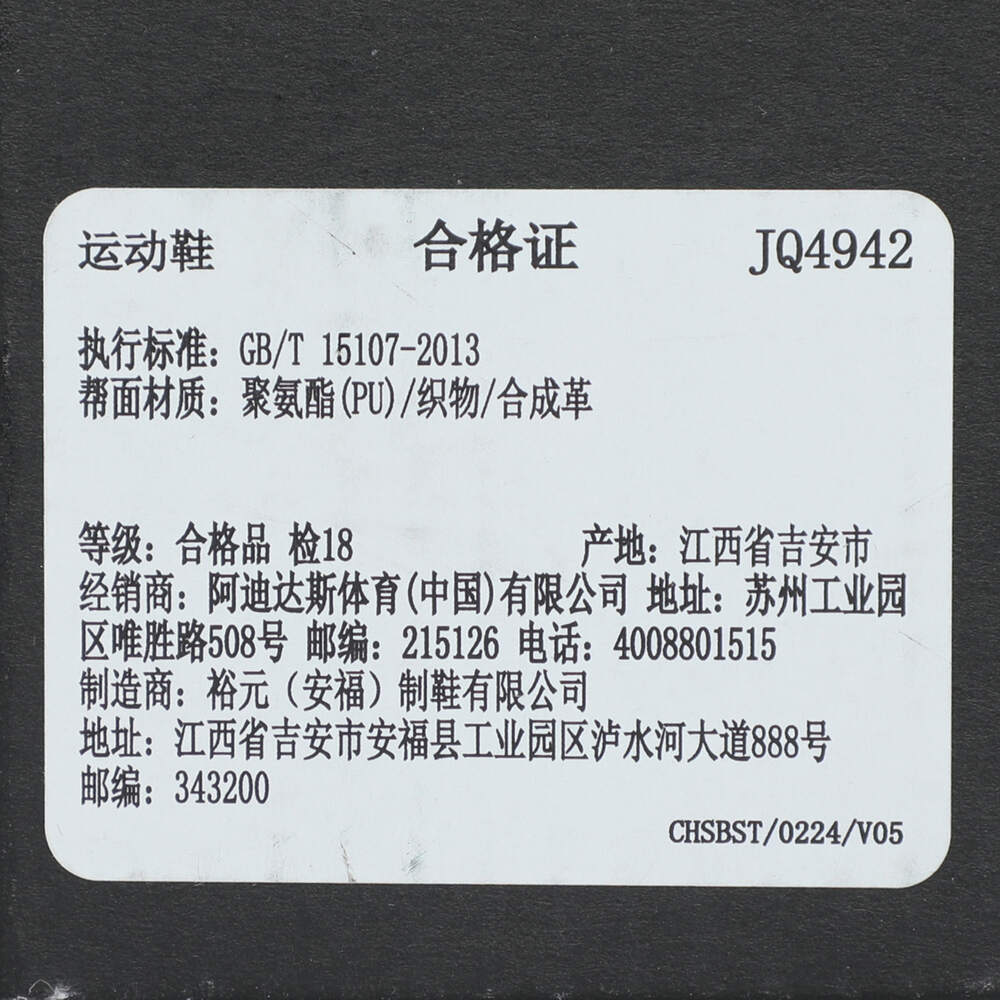 运动鞋 合格证 JQ4942
执行标准：GB/T 15107-2013
帮面材质：聚氨酯(PU)/织物/合成革
等级：合格品 检18 产地：江西省吉安市
经销商：阿迪达斯体育(中国)有限公司 地址：苏州工业园
区唯胜路508号 邮编：215126 电话：4008801515
制造商：裕元（安福）制鞋有限公司
地址：江西省吉安市安福县工业园区泸水河大道888号
邮编：343200
CHSBST/0224/V05